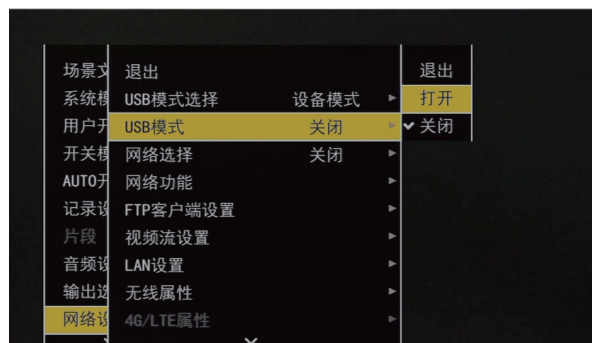 场景文
系统模
用户开
开关模
AUTO开
记录设
片段
音频设
输出选
网络设
退出
USB模式选择 设备模式
USB模式 关闭
网络选择 关闭
网络功能
FTP客户端设置
视频流设置
LAN设置
无线属性
4G/LTE属性
退出
打开
关闭